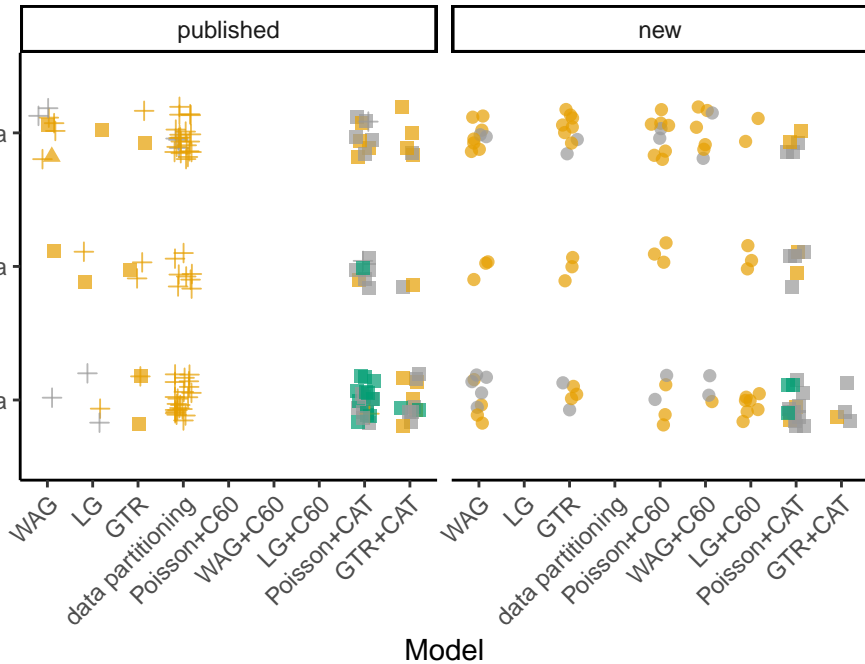 published
new
a
a
a
WAG
LG
GTR
data partitioning
Poisson+C60
WAG+C60
LG+C60
Poisson+CAT
GTR+CAT
WAG
LG
GTR
data partitioning
Poisson+C60
WAG+C60
LG+C60
Poisson+CAT
GTR+CAT
Model